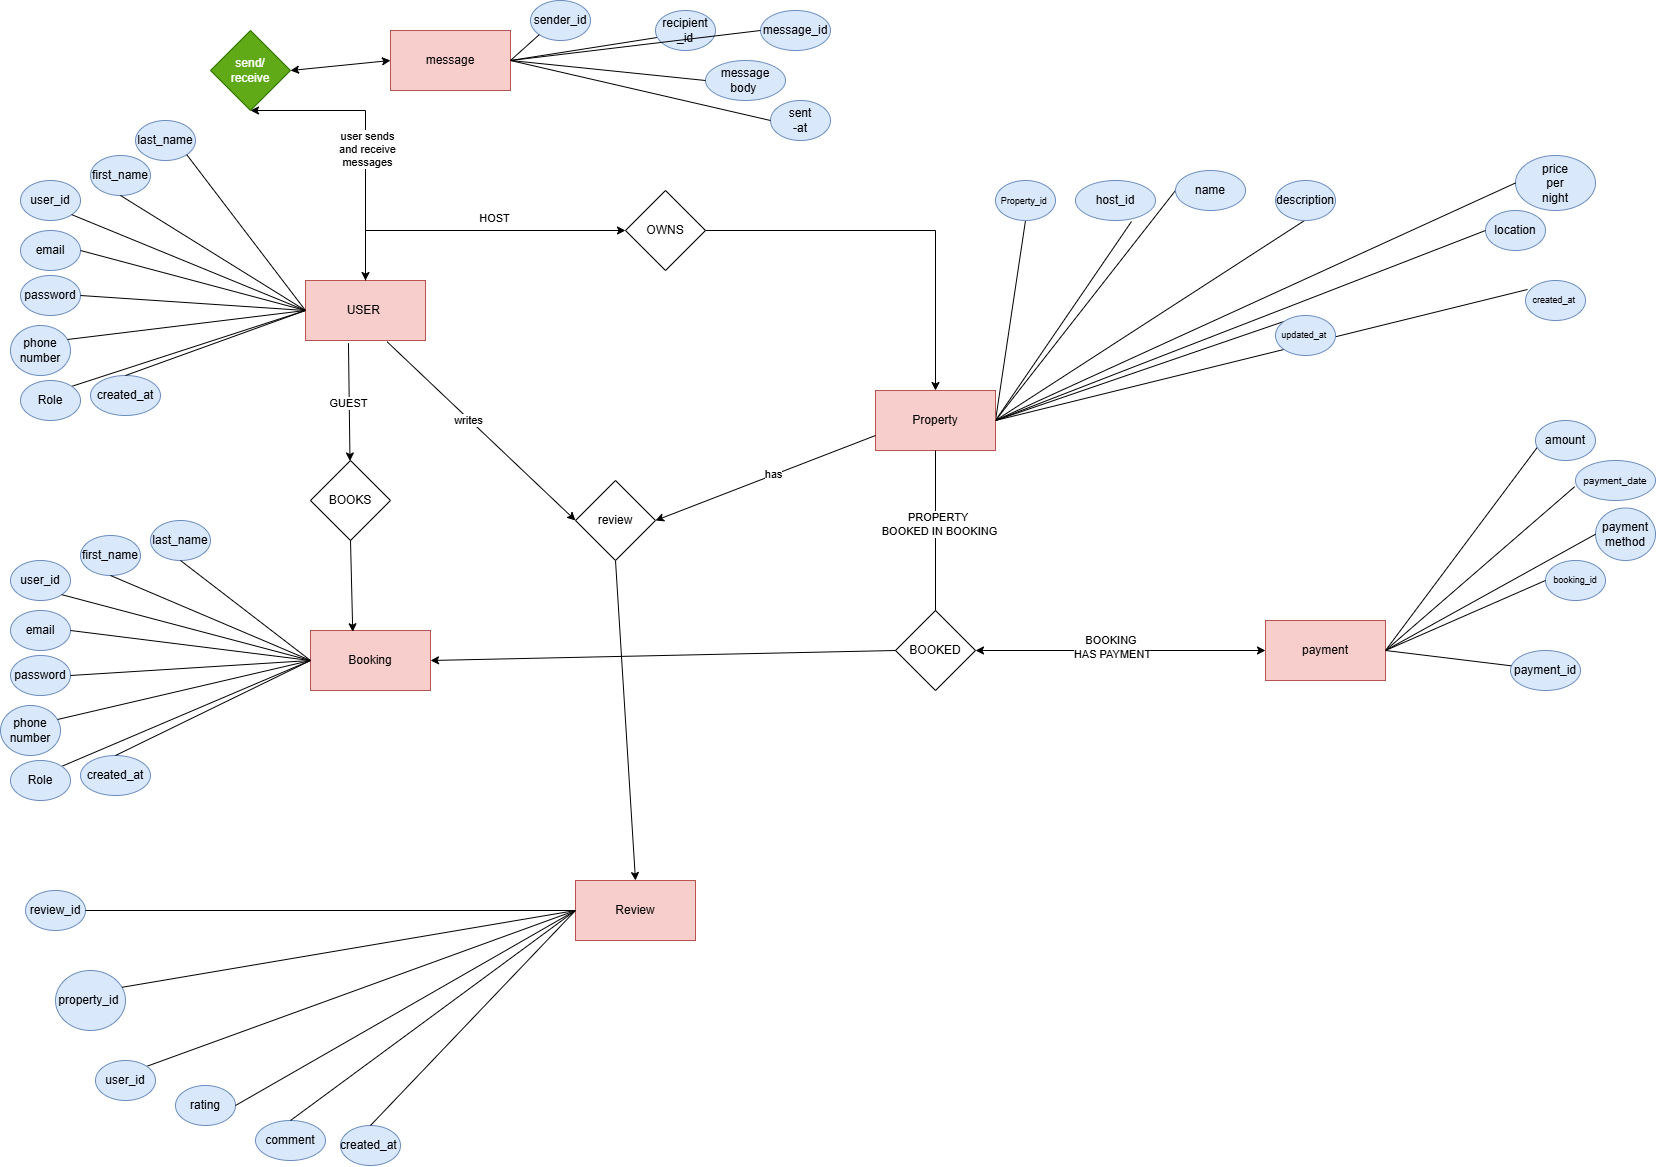 sender_id
recipient
_id
message_id
send/
receive
message
message
body
sent
-at
user sends
and receive
messages
last_name
first_name
user_id
email
password
phone
number
Role
created_at
USER
HOST
OWNS
Property_id
host_id
name
description
price
per
night
location
created_at
updated_at
Property
GUEST
writes
has
BOOKS
review
PROPERTY
BOOKED IN BOOKING
amount
payment_date
payment
method
booking_id
payment_id
payment
BOOKING
HAS PAYMENT
BOOKED
last_name
first_name
user_id
email
password
phone
number
Role
created_at
Booking
Review
review_id
property_id
user_id
rating
comment
created_at